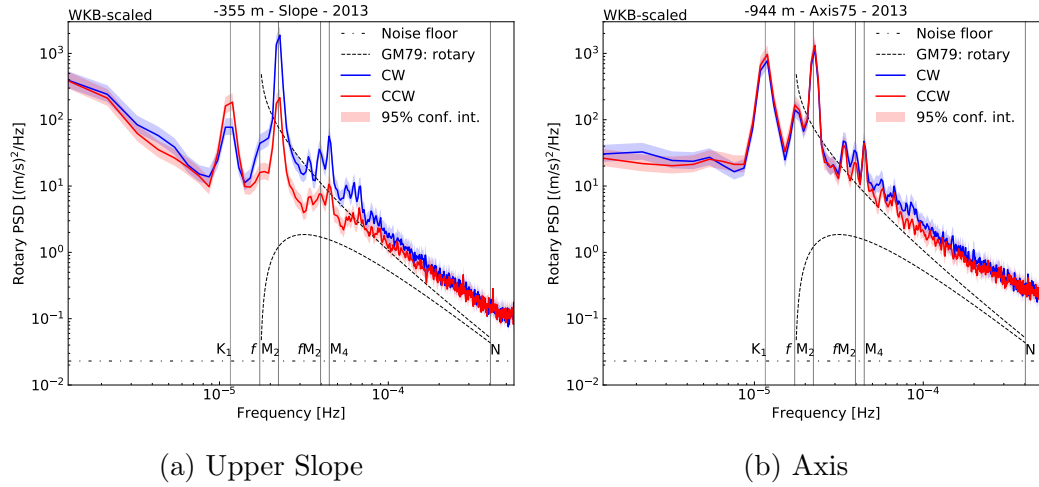 WKB-scaled
-355 m - Slope - 2013
Noise floor
GM79: rotary
CW
CCW
95% conf. int.
Rotary PSD [(m/s)²/Hz]
10³
10²
10¹
10⁰
10⁻¹
10⁻²
K₁
f
M₂
fM₂
M₄
N
10⁻⁵
10⁻⁴
Frequency [Hz]
(a) Upper Slope
WKB-scaled
-944 m - Axis75 - 2013
Noise floor
GM79: rotary
CW
CCW
95% conf. int.
Rotary PSD [(m/s)²/Hz]
10³
10²
10¹
10⁰
10⁻¹
10⁻²
K₁
f
M₂
fM₂
M₄
N
10⁻⁵
10⁻⁴
Frequency [Hz]
(b) Axis